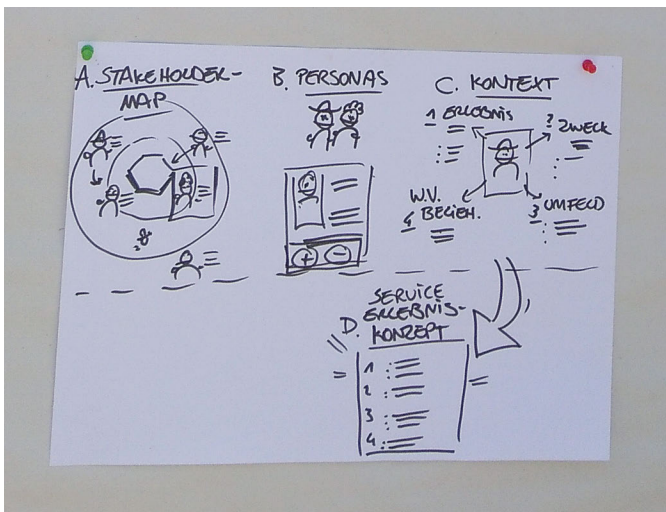 A. STAKEHOLDER-
MAP
B. PERSONAS
C. KONTEXT
1 ERLEBNIS
2 ZWECK
W.V.
4 BEZIEH.
3 UMFELD
SERVICE
ERLEBNIS-
D. KONZEPT
1
2
3
4